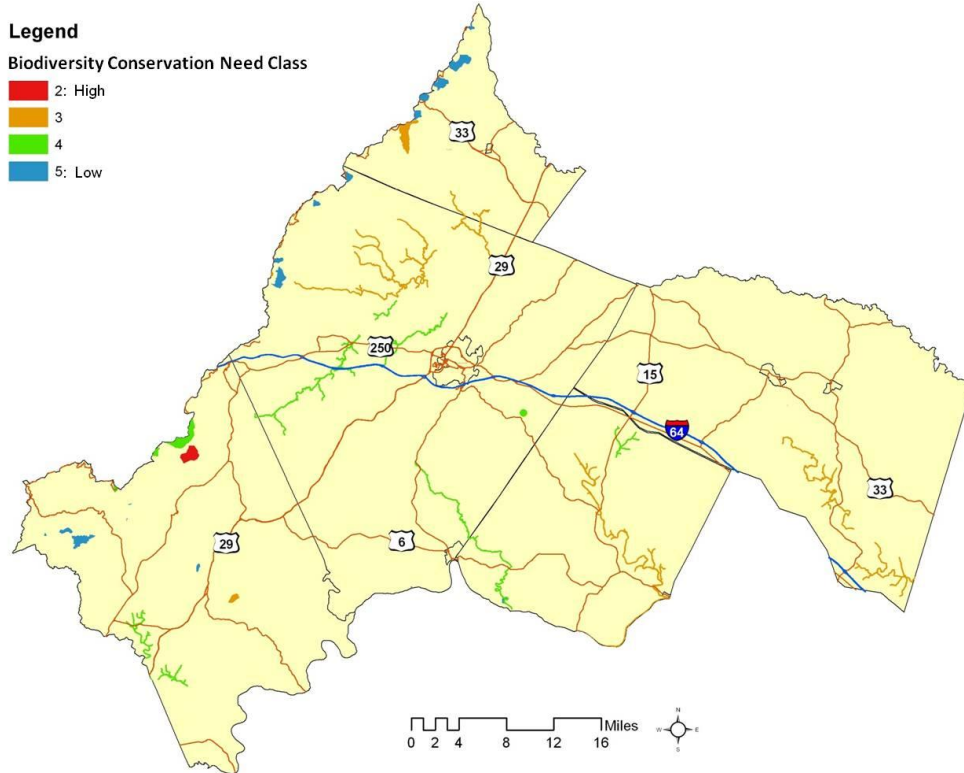 Legend
Biodiversity Conservation Need Class
2: High
3
4
5: Low
33
29
250
15
64
33
29
6
Miles
0 2 4 8 12 16
N
W E
S